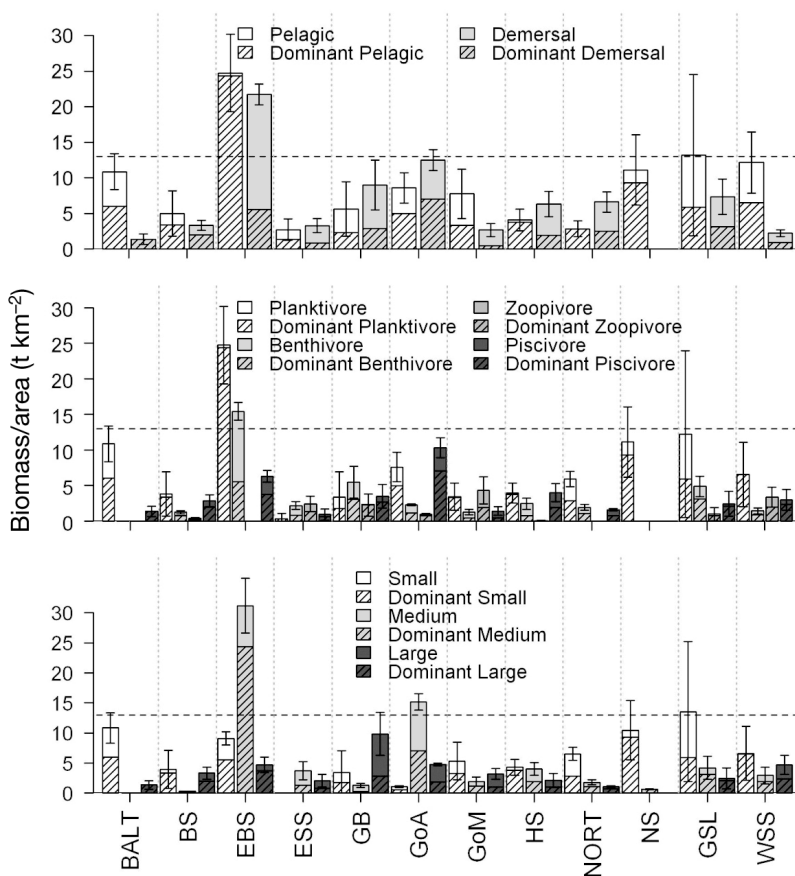 Pelagic
Dominant Pelagic
Demersal
Dominant Demersal
30
25
20
15
10
5
0
Planktivore
Dominant Planktivore
Benthivore
Dominant Benthivore
Zoopivore
Dominant Zoopivore
Piscivore
Dominant Piscivore
30
25
20
15
10
5
0
Biomass/area (t km⁻²)
Small
Dominant Small
Medium
Dominant Medium
Large
Dominant Large
30
25
20
15
10
5
0
BALT
BS
EBS
ESS
GB
GoA
GoM
HS
NORT
NS
GSL
WSS